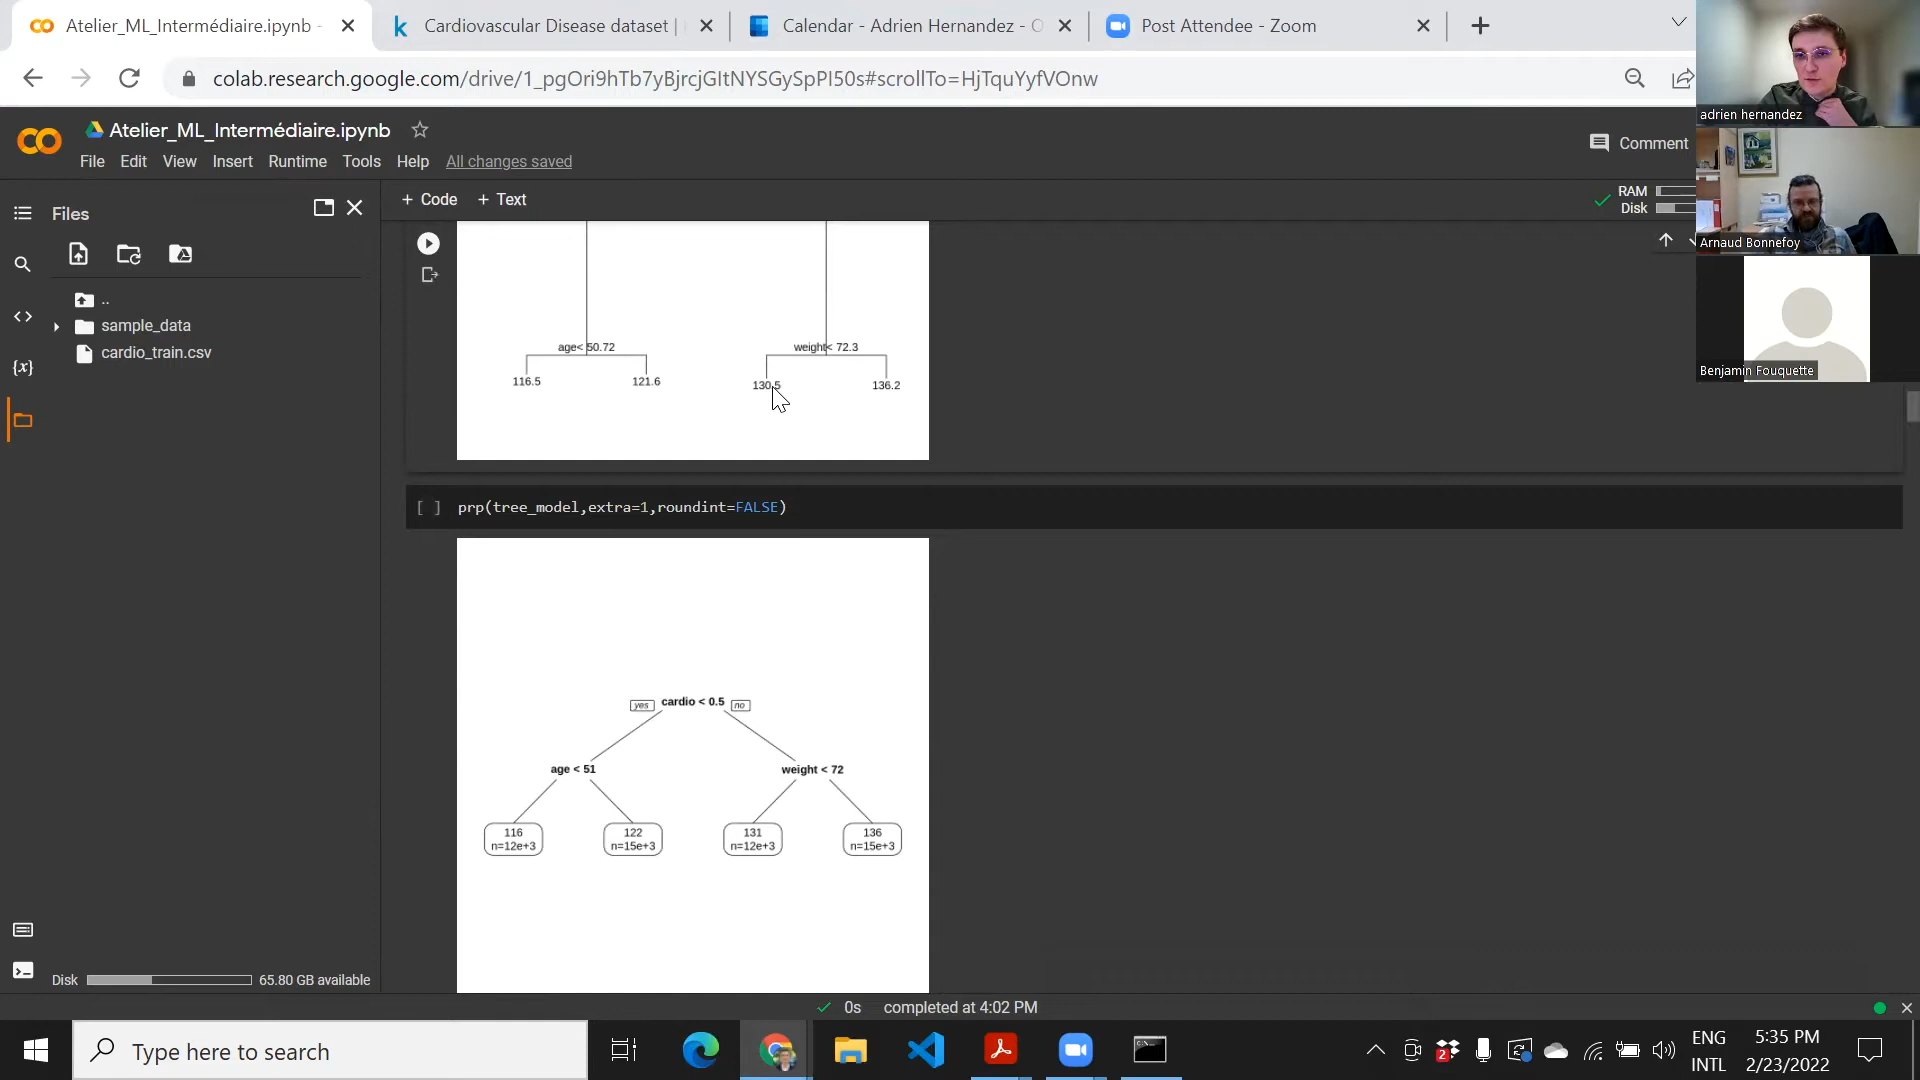 Atelier_ML_Intermédiaire.ipynb -
Cardiovascular Disease dataset |
Calendar - Adrien Hernandez - O
Post Attendee - Zoom
colab.research.google.com/drive/1_pgOri9hTb7yBjrcjGItNYSGySpPI50s#scrollTo=HjTquYyfVOnw
adrien hernandez
Arnaud Bonnefoy
Benjamin Fouquette
Atelier_ML_Intermédiaire.ipynb
File Edit View Insert Runtime Tools Help All changes saved
Comment
Files
+ Code + Text
RAM
Disk
..
sample_data
cardio_train.csv
age< 50.72
weight< 72.3
116.5
121.6
130.5
136.2
[ ] prp(tree_model,extra=1,roundint=FALSE)
yes cardio < 0.5 no
age < 51
weight < 72
116
n=12e+3
122
n=15e+3
131
n=12e+3
136
n=15e+3
Disk 65.80 GB available
0s completed at 4:02 PM
Type here to search
2
ENG
INTL
5:35 PM
2/23/2022